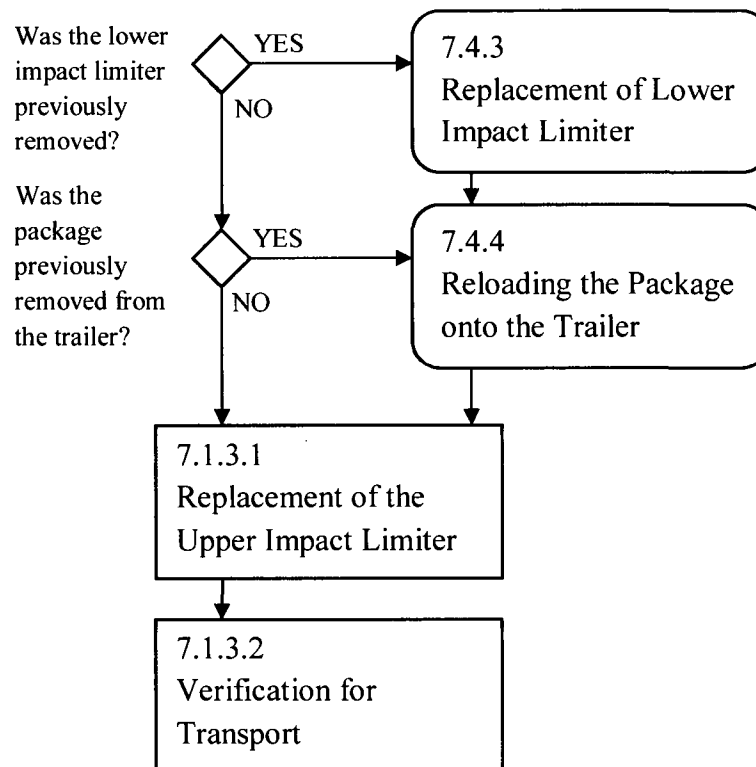 Was the lower
impact limiter
previously
removed?
YES
NO
7.4.3
Replacement of Lower
Impact Limiter
Was the
package
previously
removed from
the trailer?
YES
NO
7.4.4
Reloading the Package
onto the Trailer
7.1.3.1
Replacement of the
Upper Impact Limiter
7.1.3.2
Verification for
Transport